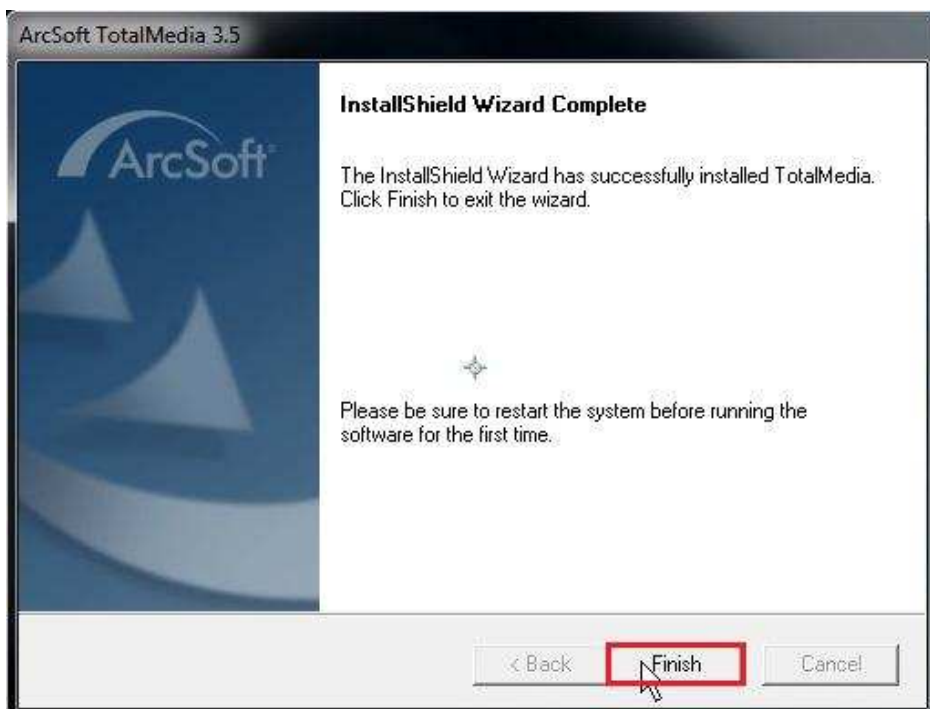 ArcSoft TotalMedia 3.5
ArcSoft
InstallShield Wizard Complete
The InstallShield Wizard has successfully installed TotalMedia.
Click Finish to exit the wizard.
Please be sure to restart the system before running the
software for the first time.
< Back Finish Cancel